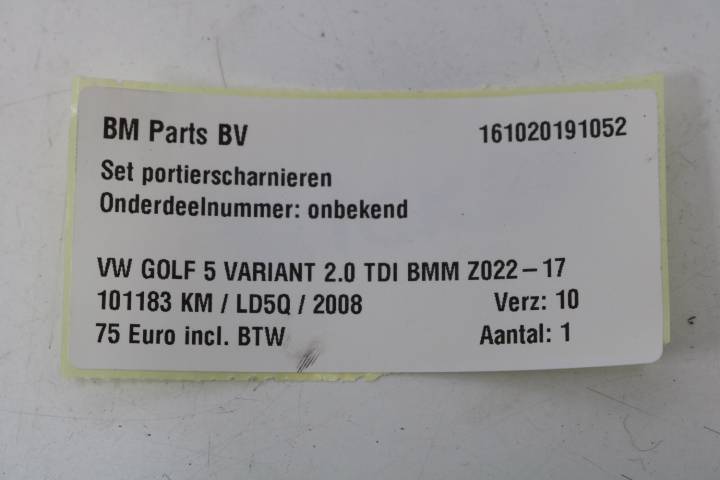 BM Parts BV 161020191052
Set portierscharnieren
Onderdeelnummer: onbekend
VW GOLF 5 VARIANT 2.0 TDI BMM Z022-17
101183 KM / LD5Q / 2008 Verz: 10
75 Euro incl. BTW Aantal: 1